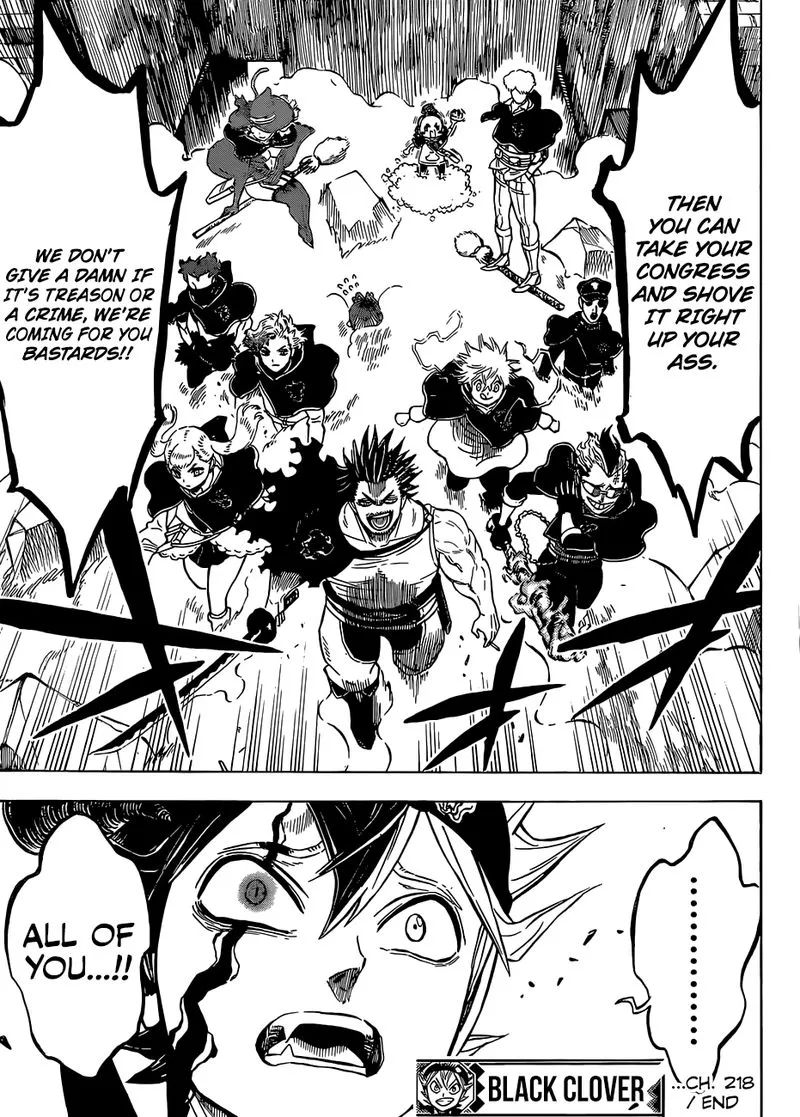 THEN
YOU CAN
TAKE YOUR
CONGRESS
AND SHOVE
IT RIGHT
UP YOUR
ASS.
WE DON'T
GIVE A DAMN IF
IT'S TREASON OR
A CRIME, WE'RE
COMING FOR YOU
BASTARDS!!
..........
ALL OF
YOU...!!
BLACK CLOVER
...CH. 218
/ END